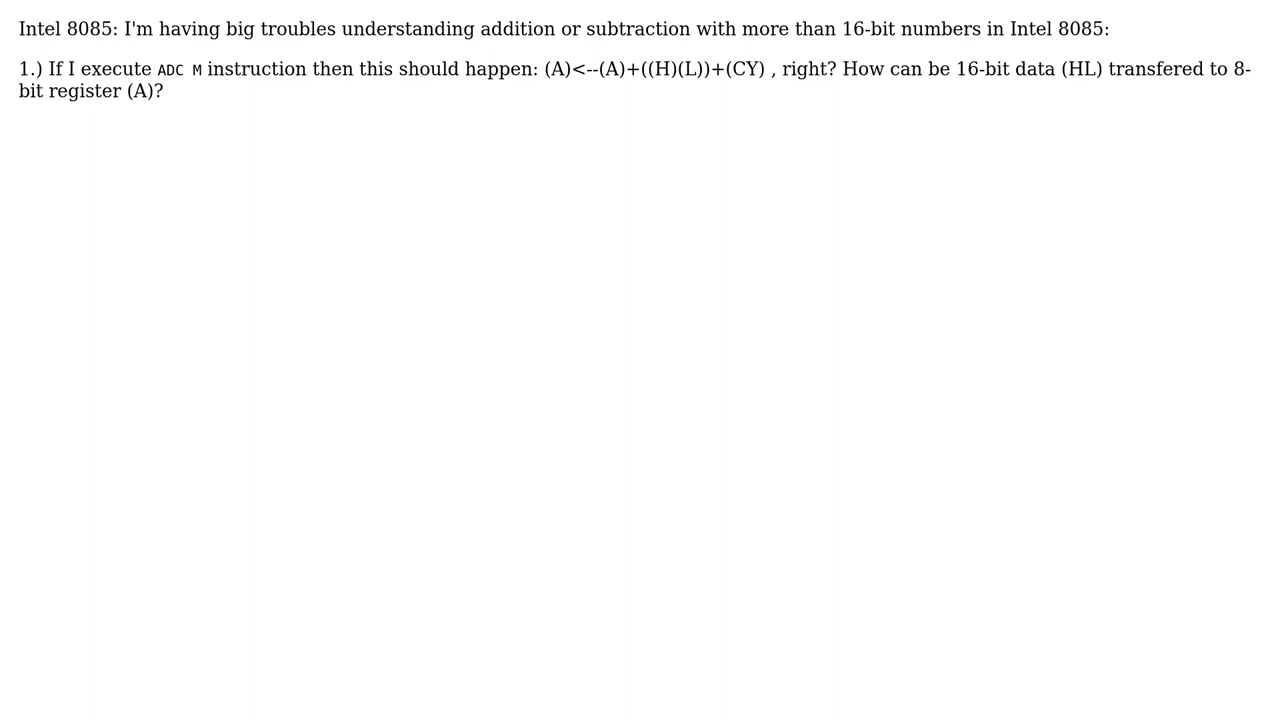 Intel 8085: I'm having big troubles understanding addition or subtraction with more than 16-bit numbers in Intel 8085:
1.) If I execute ADC M instruction then this should happen: (A)<--(A)+((H)(L))+(CY) , right? How can be 16-bit data (HL) transfered to 8-
bit register (A)?